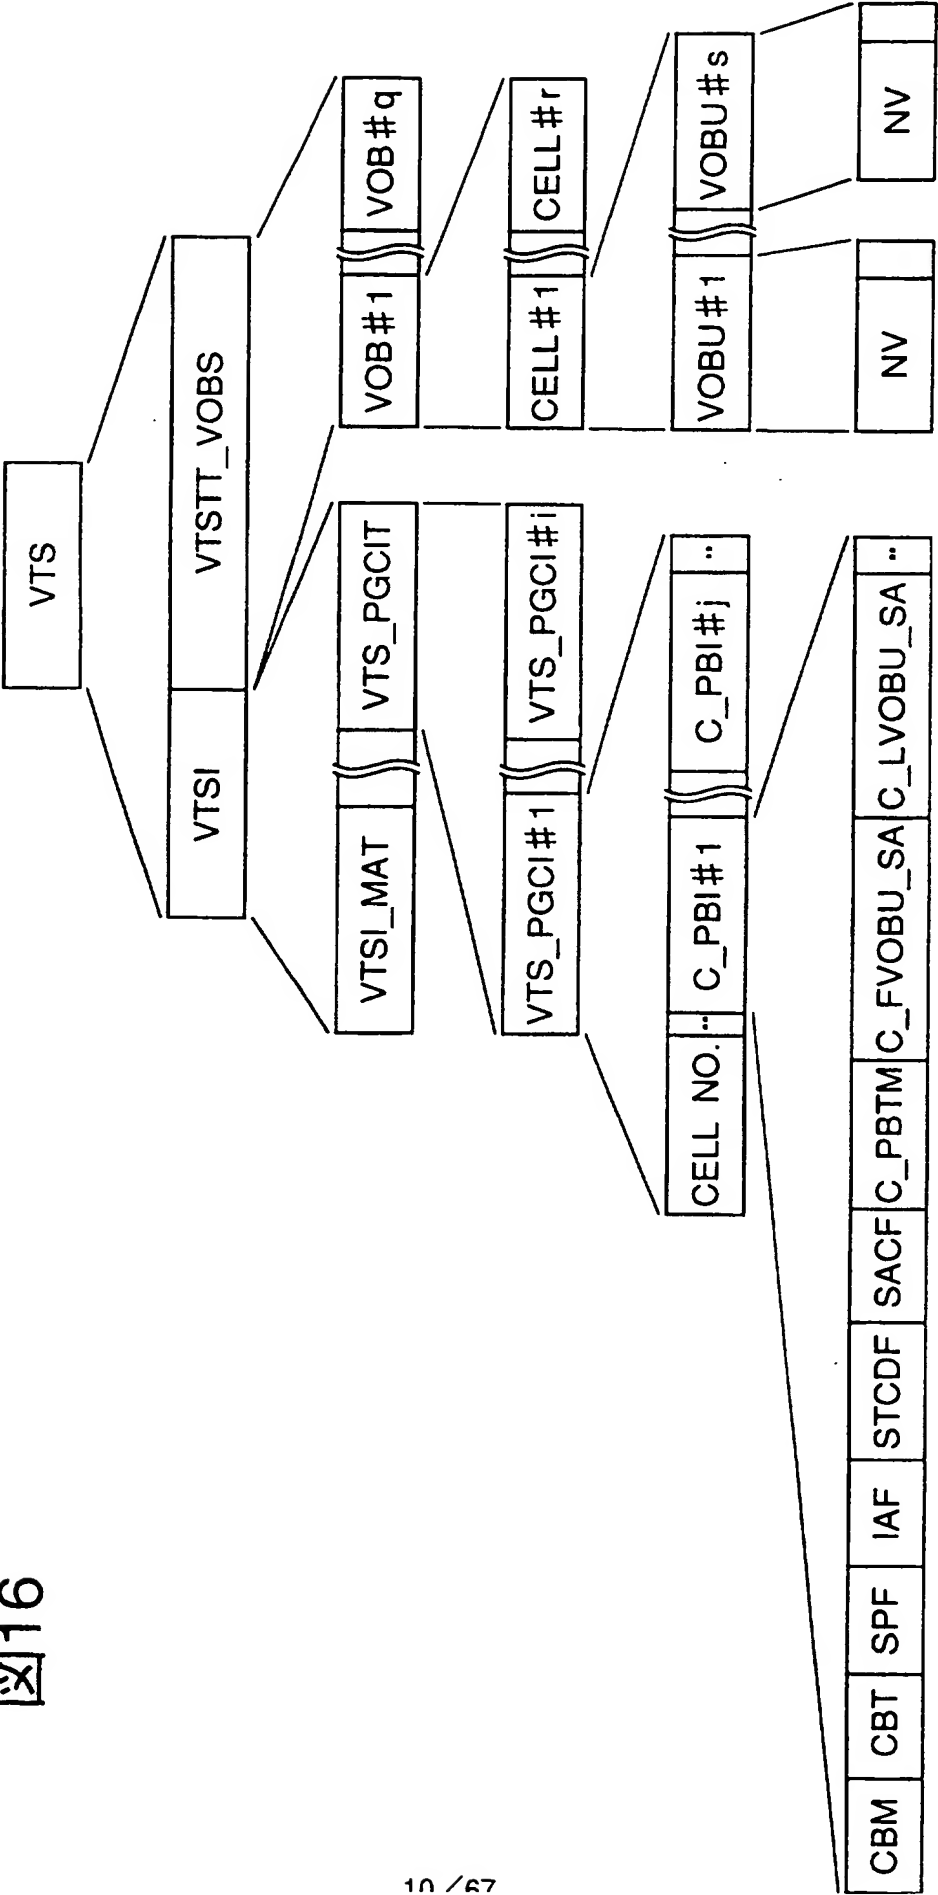 図16
VTS
VTSI VTSTT_VOBS
VTSI_MAT VTS_PGCIT VOB#1 VOB#q
VTS_PGCI#1 VTS_PGCI#i CELL#1 CELL#r
CELL NO. ‥ C_PBI#1 C_PBI#j ‥ VOBU#1 VOBU#s
CBM CBT SPF IAF STCDF SACF C_PBTM C_FVOBU_SA C_LVOBU_SA ‥ NV NV
10/67